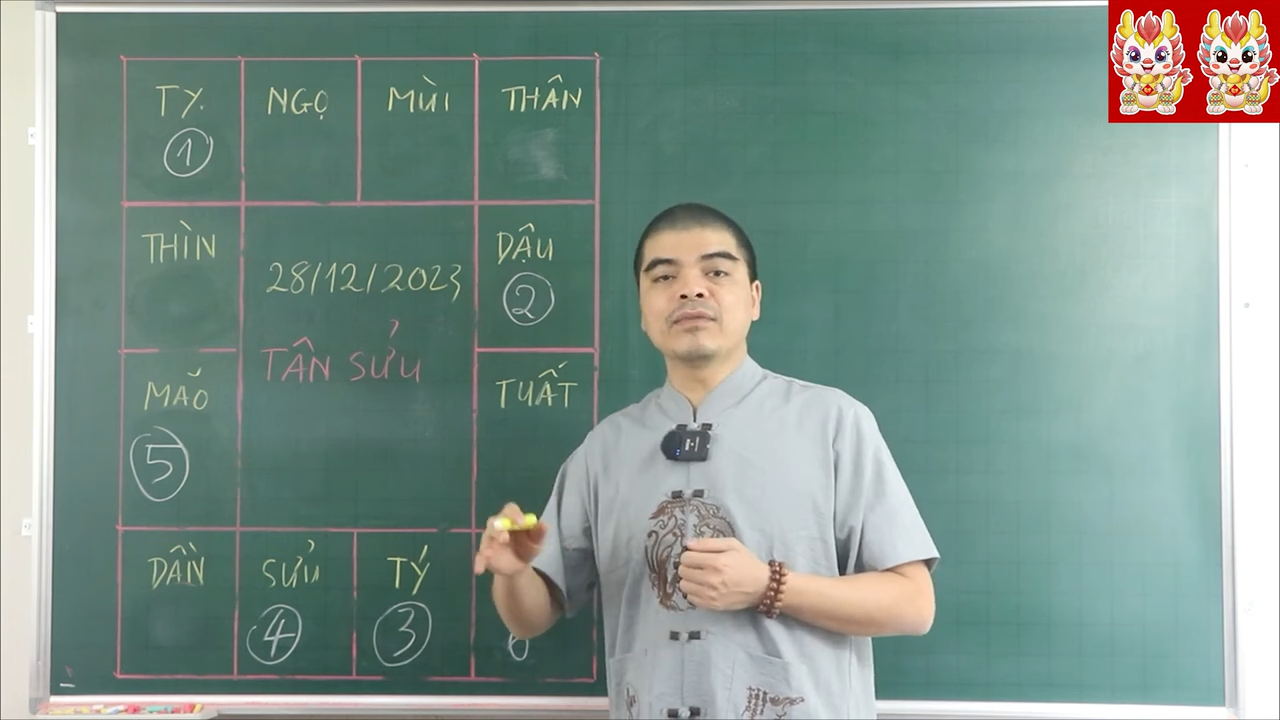 TỴ. NGỌ MÙI THÂN
1
THÌN DẬU
28/12/2023 2
TÂN SỬU
MÃO TUẤT
5
DẦN SỬU TÝ
4 3 6